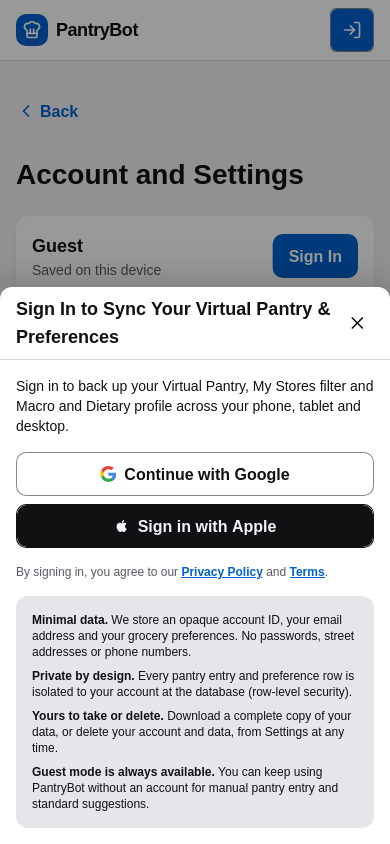 PantryBot
Back
Account and Settings
Guest
Saved on this device
Sign In
Sign In to Sync Your Virtual Pantry &
Preferences
Sign in to back up your Virtual Pantry, My Stores filter and
Macro and Dietary profile across your phone, tablet and
desktop.
Continue with Google
Sign in with Apple
By signing in, you agree to our Privacy Policy and Terms.
Minimal data. We store an opaque account ID, your email
address and your grocery preferences. No passwords, street
addresses or phone numbers.
Private by design. Every pantry entry and preference row is
isolated to your account at the database (row-level security).
Yours to take or delete. Download a complete copy of your
data, or delete your account and data, from Settings at any
time.
Guest mode is always available. You can keep using
PantryBot without an account for manual pantry entry and
standard suggestions.